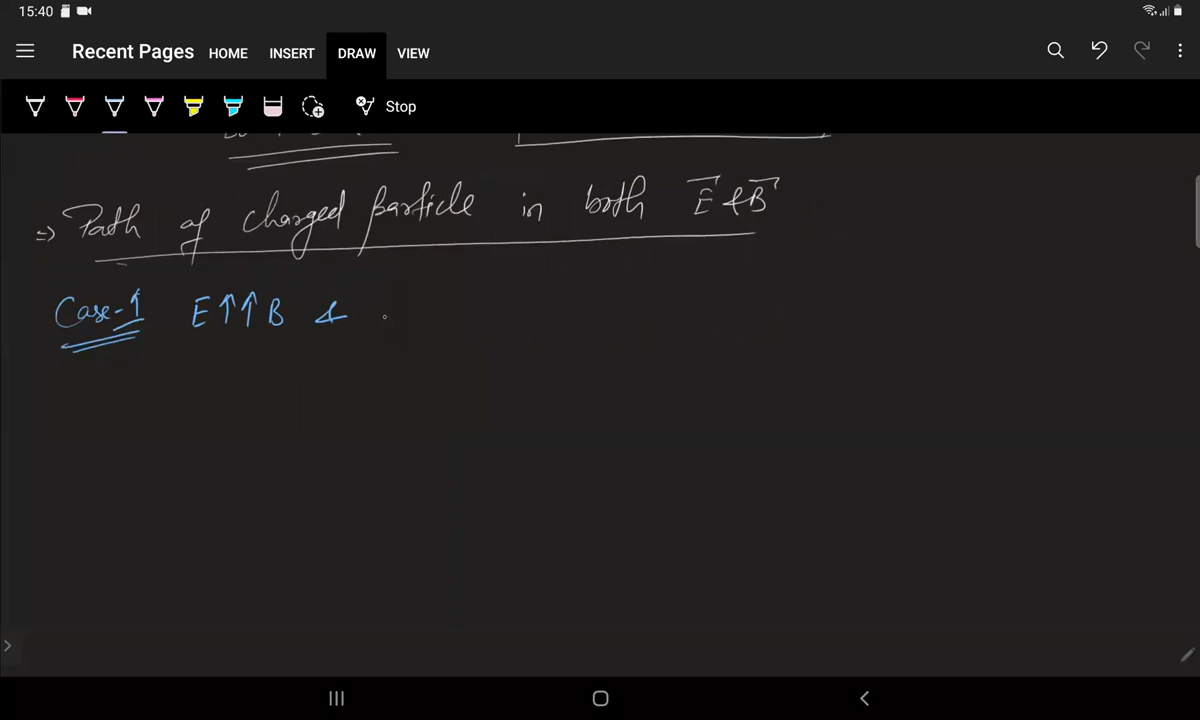 15:40
Recent Pages HOME INSERT DRAW VIEW
Stop
=> Path of charged particle in both E & B
Case-1 E↑↑B &